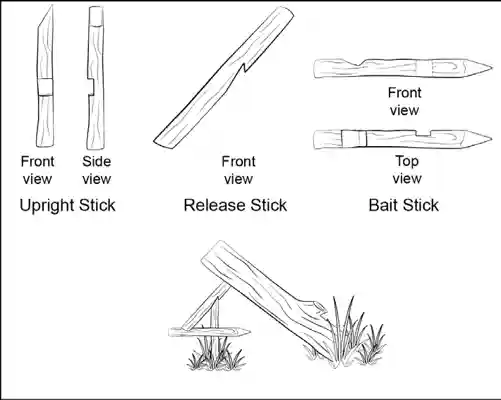 Front
view
Side
view
Upright Stick
Front
view
Release Stick
Front
view
Top
view
Bait Stick